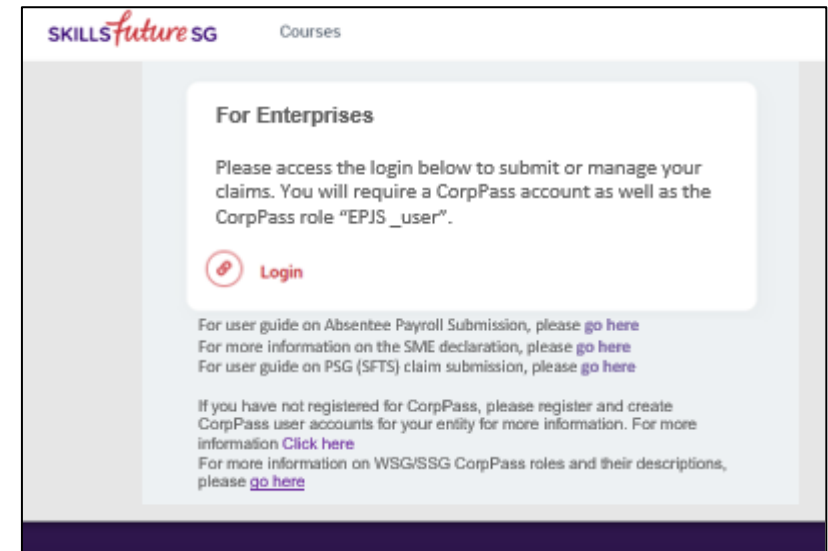 SKILLS future SG
Courses
For Enterprises
Please access the login below to submit or manage your
claims. You will require a CorpPass account as well as the
CorpPass role “EPJS _user”.
Login
For user guide on Absentee Payroll Submission, please go here
For more information on the SME declaration, please go here
For user guide on PSG (SFTS) claim submission, please go here
If you have not registered for CorpPass, please register and create
CorpPass user accounts for your entity for more information. For more
information Click here
For more information on WSG/SSG CorpPass roles and their descriptions,
please go here